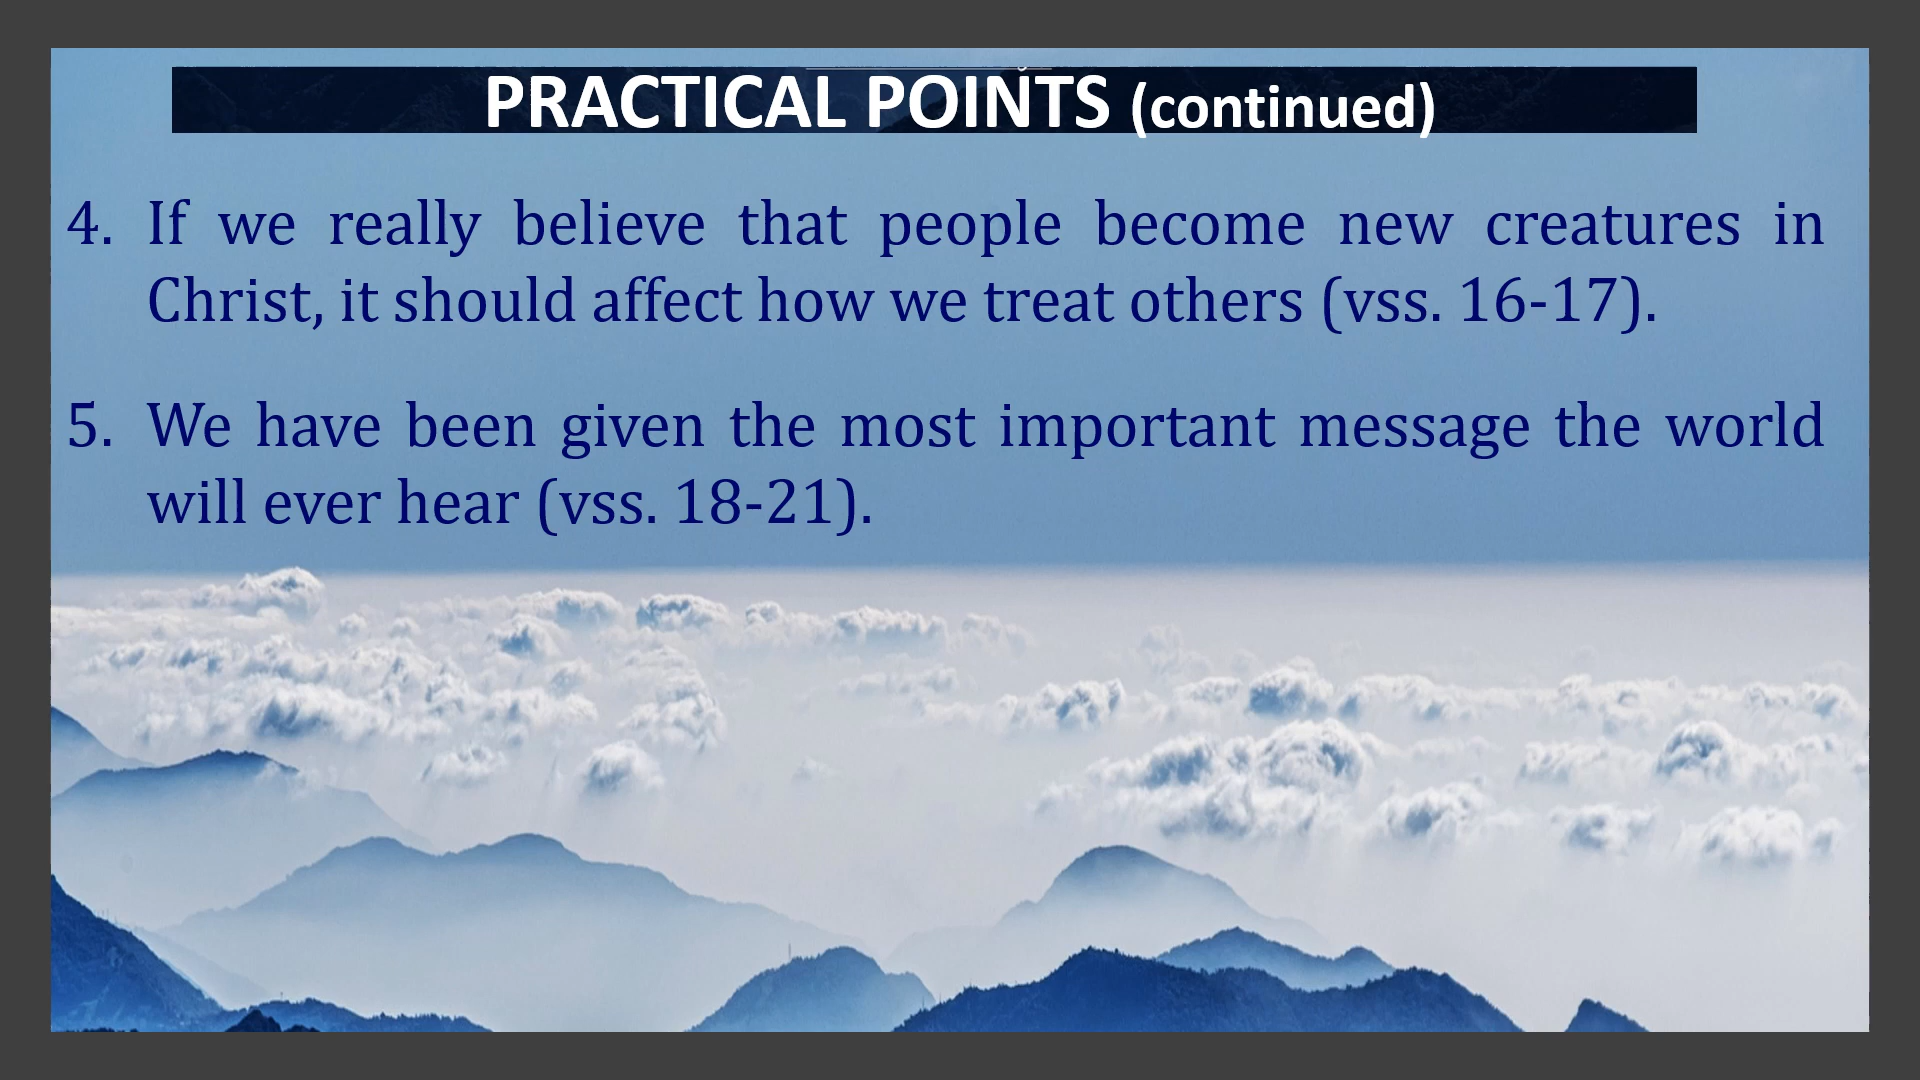 PRACTICAL POINTS (continued)
4. If we really believe that people become new creatures in
Christ, it should affect how we treat others (vss. 16-17).
5. We have been given the most important message the world
will ever hear (vss. 18-21).